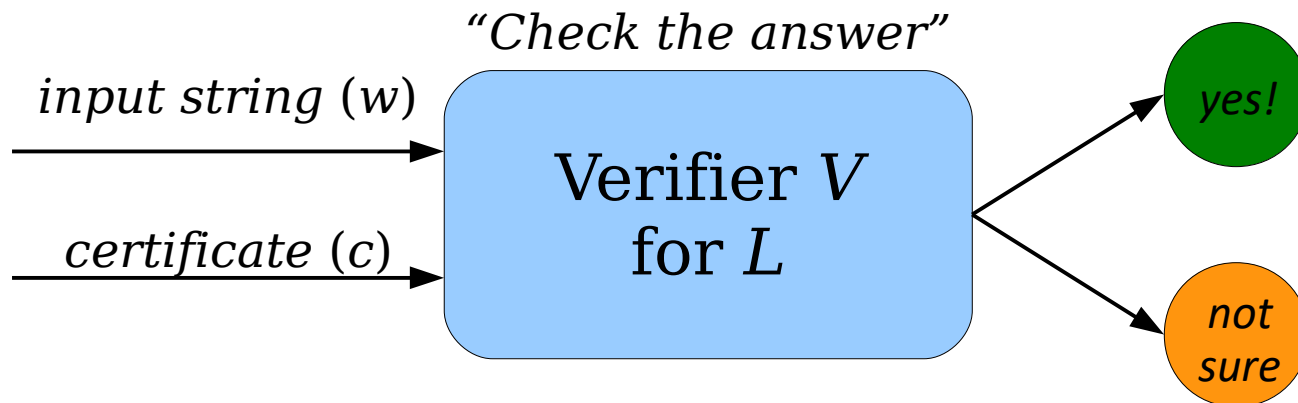 “Check the answer”
input string (w)
certificate (c)
Verifier V
for L
yes!
not
sure